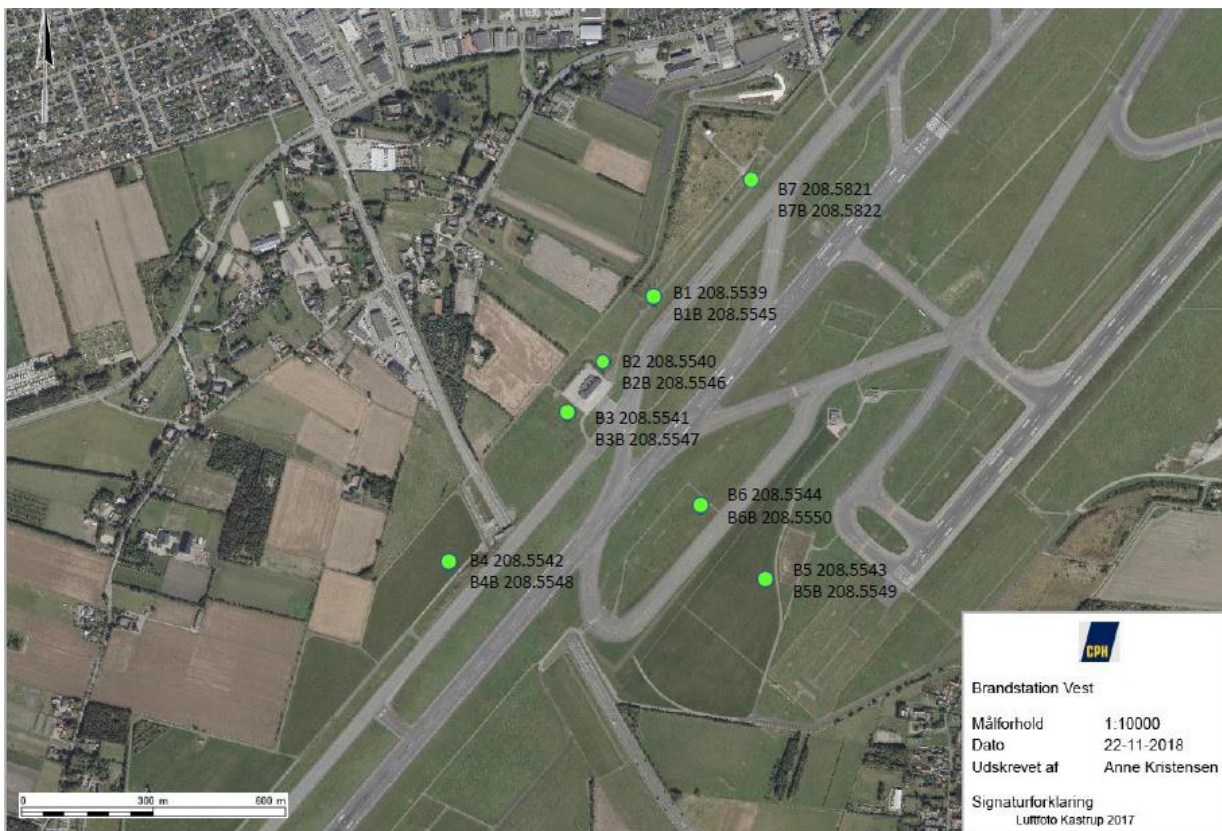 B7 208.5821
B7B 208.5822
B1 208.5539
B1B 208.5545
B2 208.5540
B2B 208.5546
B3 208.5541
B3B 208.5547
B6 208.5544
B6B 208.5550
B4 208.5542
B4B 208.5548
B5 208.5543
B5B 208.5549
CPH
Brandstation Vest
Målforhold 1:10000
Dato 22-11-2018
Udskrevet af Anne Kristensen
Signaturforklaring
Luftfoto Kastrup 2017
0 300 m 600 m